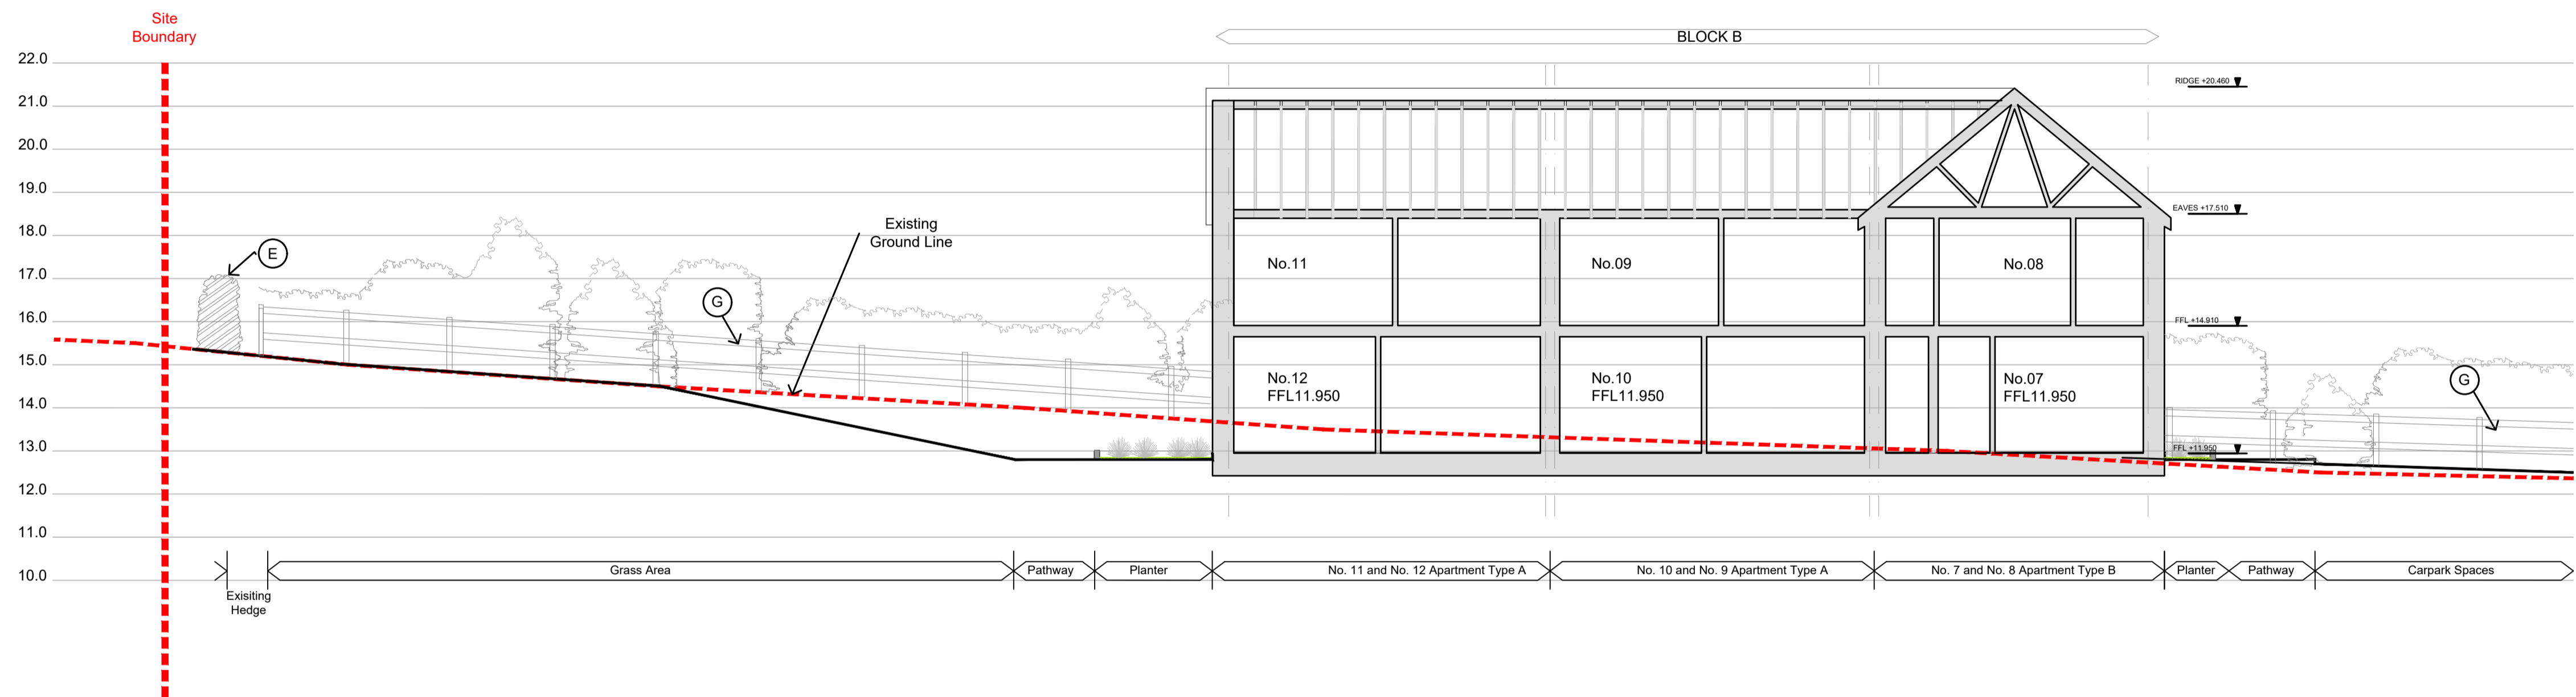 Site
Boundary
BLOCK B
22.0
RIDGE +20.460
21.0
20.0
19.0
EAVES +17.510
18.0
Existing
Ground Line
E
No.11
No.09
No.08
17.0
G
16.0
FFL +14.910
15.0
No.12
FFL11.950
No.10
FFL11.950
No.07
FFL11.950
G
14.0
13.0
FFL +11.950
12.0
11.0
10.0
Grass Area
Pathway
Planter
No. 11 and No. 12 Apartment Type A
No. 10 and No. 9 Apartment Type A
No. 7 and No. 8 Apartment Type B
Planter
Pathway
Carpark Spaces
Exisiting
Hedge